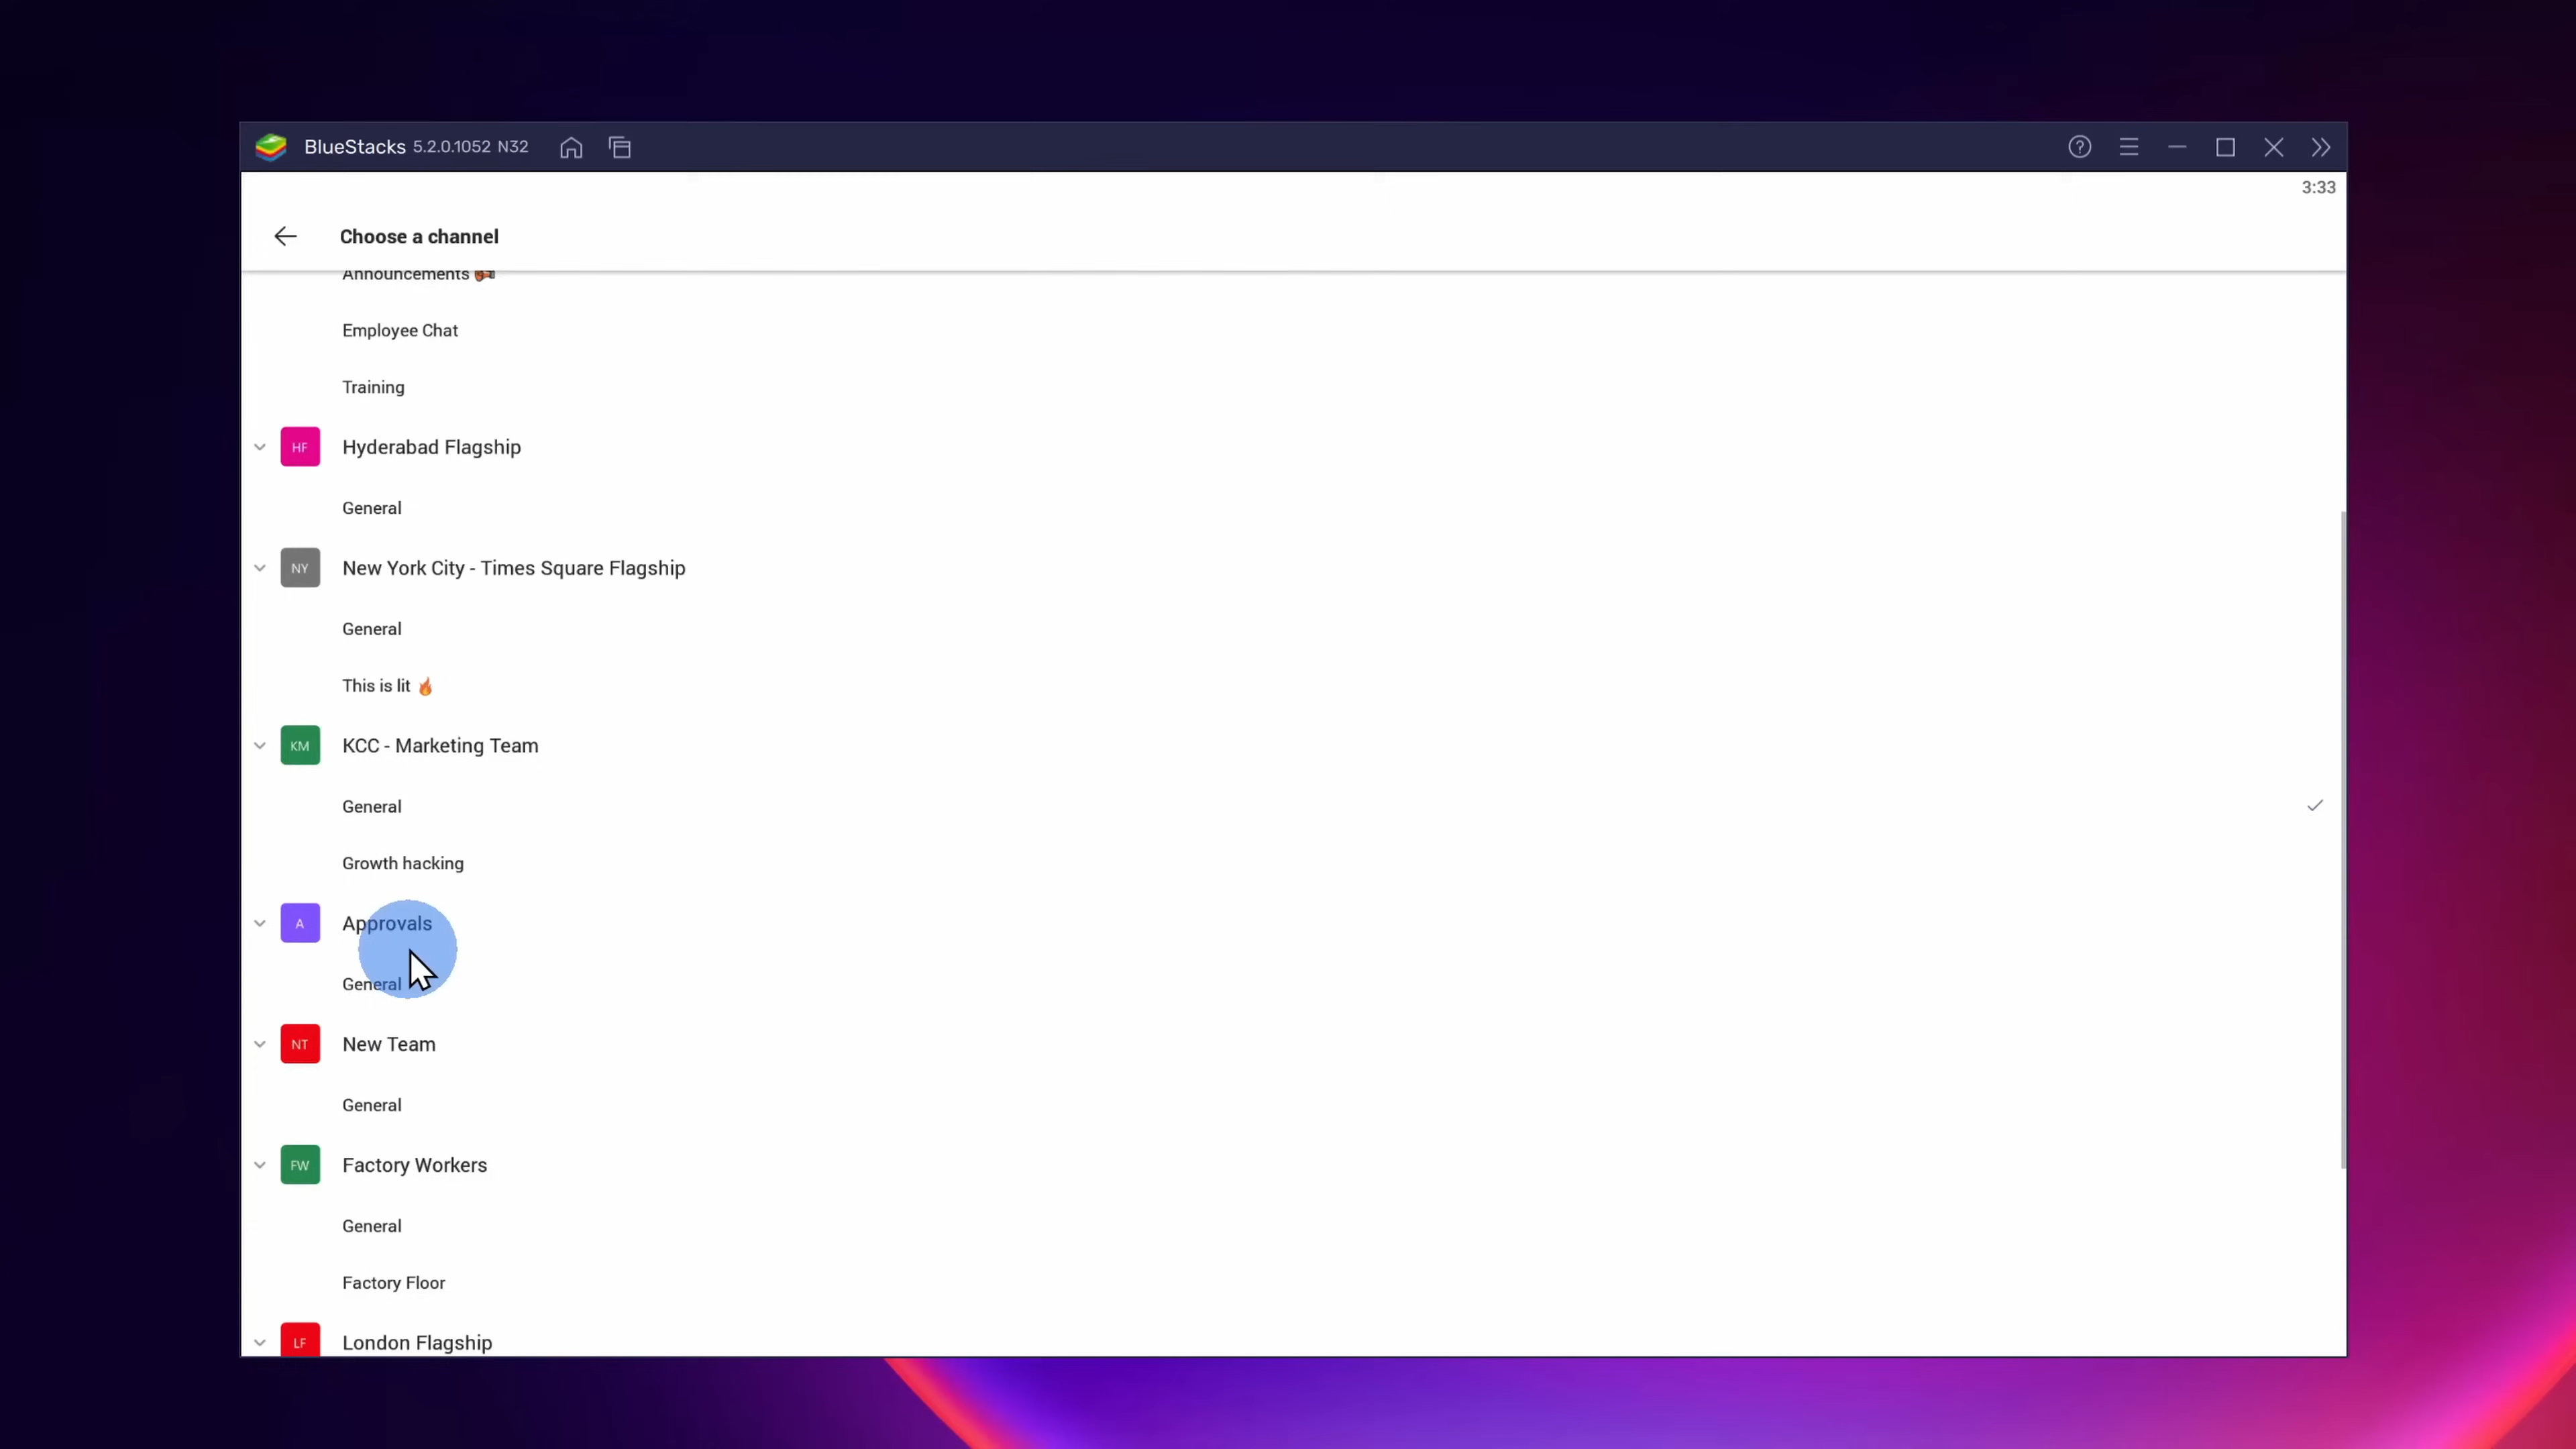 BlueStacks 5.2.0.1052 N32
3:33
Choose a channel
Announcements
Employee Chat
Training
HF Hyderabad Flagship
General
NY New York City - Times Square Flagship
General
This is lit 🔥
KM KCC - Marketing Team
General
Growth hacking
A Approvals
General
NT New Team
General
FW Factory Workers
General
Factory Floor
LF London Flagship